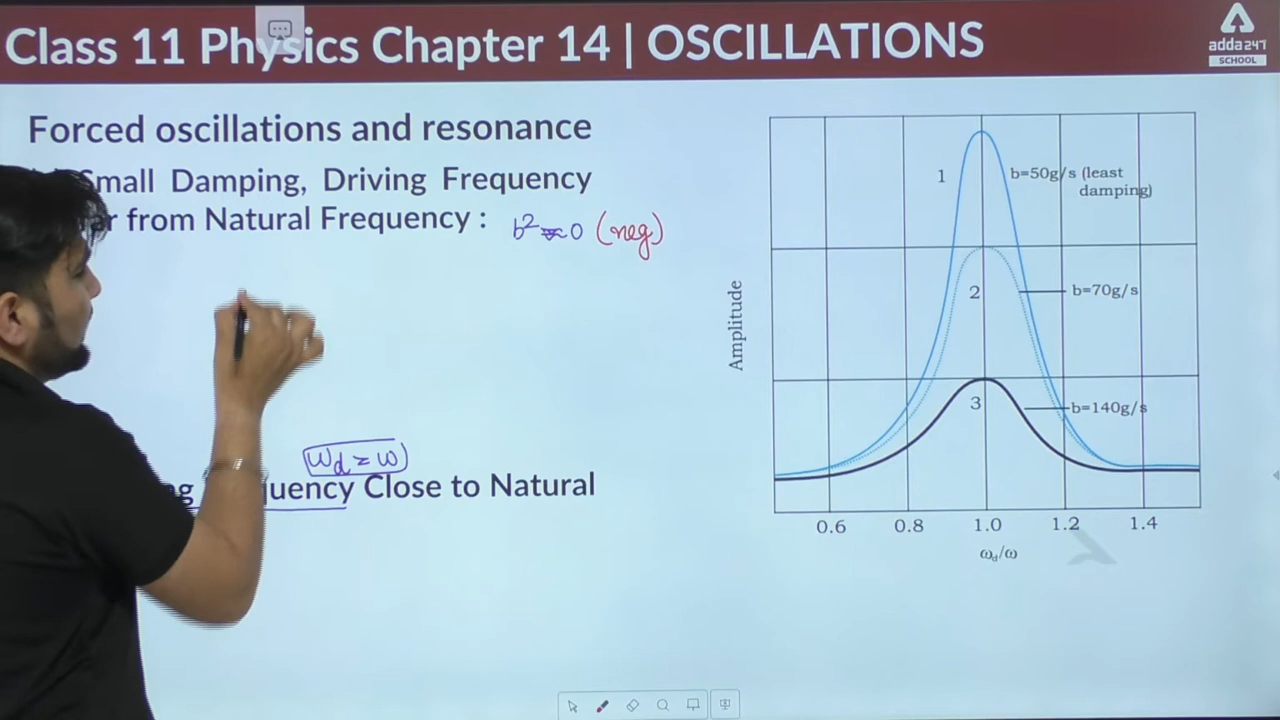 Class 11 Physics Chapter 14 | OSCILLATIONS
adda247
SCHOOL
Forced oscillations and resonance
Small Damping, Driving Frequency
from Natural Frequency : b²≈0 (neg)
ωd ≈ ω
Close to Natural
Amplitude
1
b=50g/s (least
damping)
2
b=70g/s
3
b=140g/s
0.6 0.8 1.0 1.2 1.4
ωd/ω